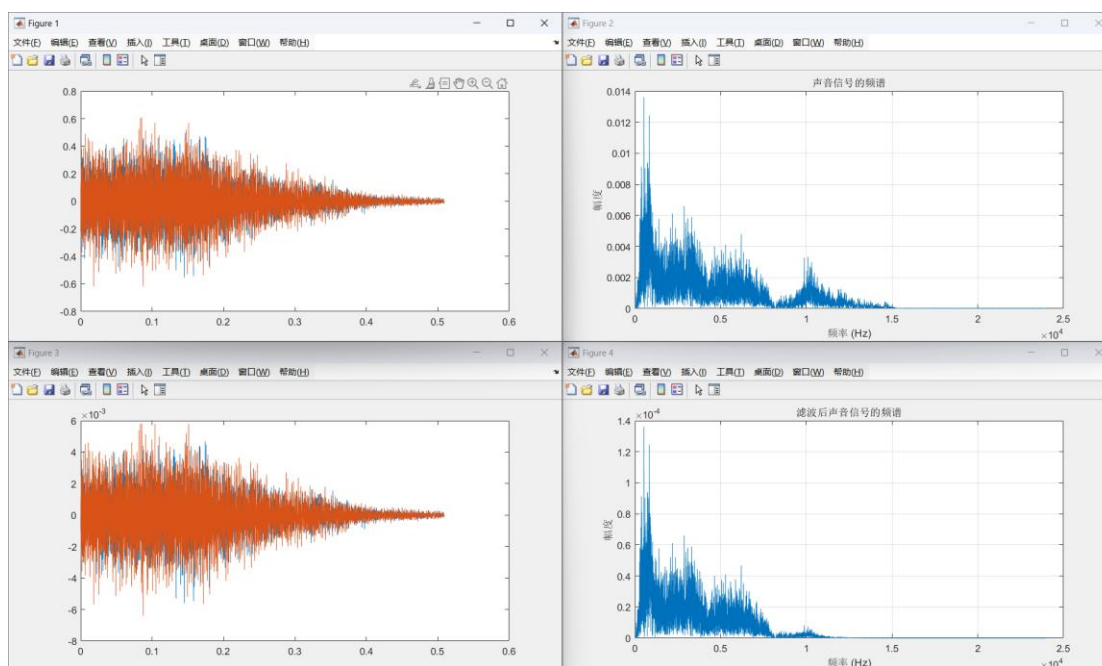 Figure 1
文件(F) 编辑(E) 查看(V) 插入(I) 工具(T) 桌面(D) 窗口(W) 帮助(H)
0.8
0.6
0.4
0.2
0
-0.2
-0.4
-0.6
-0.8
0 0.1 0.2 0.3 0.4 0.5 0.6
Figure 2
文件(F) 编辑(E) 查看(V) 插入(I) 工具(T) 桌面(D) 窗口(W) 帮助(H)
声音信号的频谱
0.014
0.012
0.01
0.008
0.006
0.004
0.002
0
幅度
0 0.5 1 1.5 2 2.5
频率 (Hz)
×10⁴
Figure 3
文件(F) 编辑(E) 查看(V) 插入(I) 工具(T) 桌面(D) 窗口(W) 帮助(H)
×10⁻³
6
4
2
0
-2
-4
-6
-8
0 0.1 0.2 0.3 0.4 0.5 0.6
Figure 4
文件(F) 编辑(E) 查看(V) 插入(I) 工具(T) 桌面(D) 窗口(W) 帮助(H)
滤波后声音信号的频谱
×10⁻⁴
1.4
1.2
1
0.8
0.6
0.4
0.2
0
幅度
0 0.5 1 1.5 2 2.5
频率 (Hz)
×10⁴